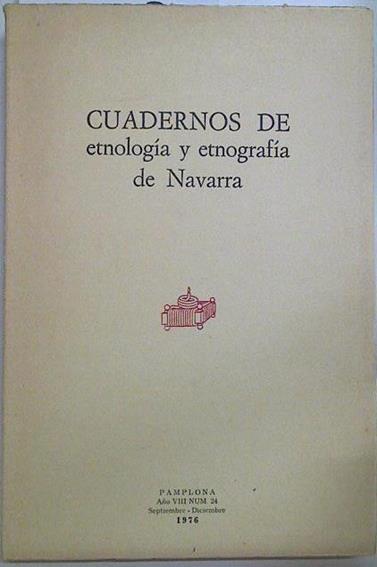 CUADERNOS DE
etnología y etnografía
de Navarra
PAMPLONA
Año VIII NUM. 24
Septiembre - Diciembre
1976